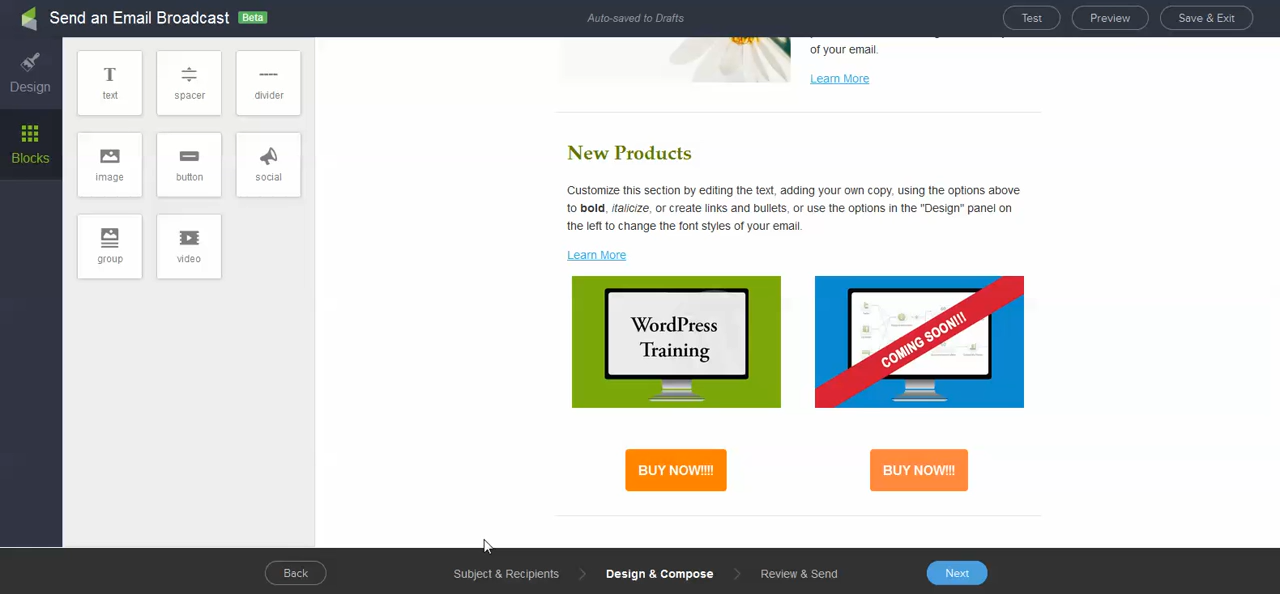 Send an Email Broadcast Beta
Auto-saved to Drafts
Test
Preview
Save & Exit
Design
Blocks
text
spacer
divider
image
button
social
group
video
of your email.
Learn More
New Products
Customize this section by editing the text, adding your own copy, using the options above
to bold, italicize, or create links and bullets, or use the options in the "Design" panel on
the left to change the font styles of your email.
Learn More
WordPress
Training
COMING SOON!!!
BUY NOW!!!!
BUY NOW!!!
Back
Subject & Recipients
Design & Compose
Review & Send
Next